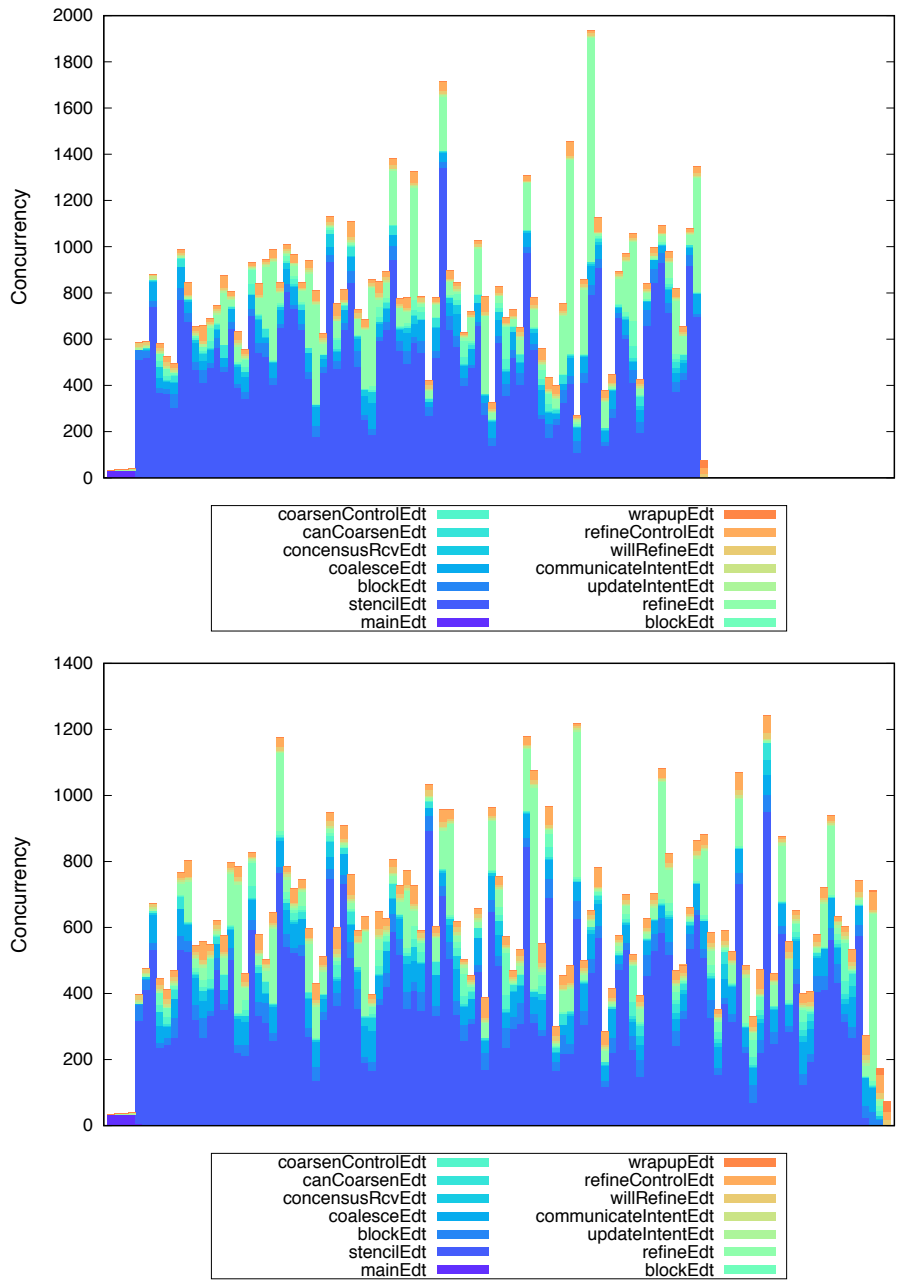 2000
1800
1600
1400
1200
1000
800
600
400
200
0
Concurrency
coarsenControlEdt wrapupEdt
canCoarsenEdt refineControlEdt
concensusRcvEdt willRefineEdt
coalesceEdt communicateIntentEdt
blockEdt updateIntentEdt
stencilEdt refineEdt
mainEdt blockEdt
1400
1200
1000
800
600
400
200
0
Concurrency
coarsenControlEdt wrapupEdt
canCoarsenEdt refineControlEdt
concensusRcvEdt willRefineEdt
coalesceEdt communicateIntentEdt
blockEdt updateIntentEdt
stencilEdt refineEdt
mainEdt blockEdt